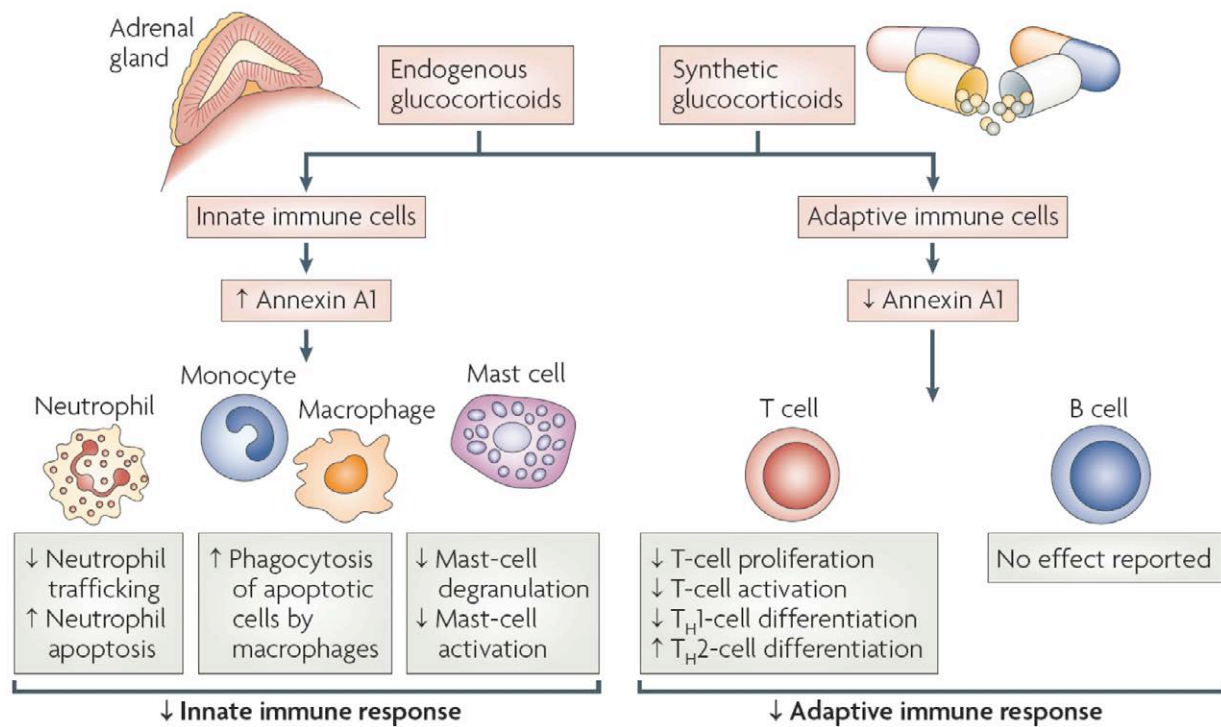 Adrenal
gland
Endogenous
glucocorticoids
Synthetic
glucocorticoids
Innate immune cells
Adaptive immune cells
↑ Annexin A1
↓ Annexin A1
Neutrophil
Monocyte
Macrophage
Mast cell
T cell
B cell
↓ Neutrophil
trafficking
↑ Neutrophil
apoptosis
↑ Phagocytosis
of apoptotic
cells by
macrophages
↓ Mast-cell
degranulation
↓ Mast-cell
activation
↓ T-cell proliferation
↓ T-cell activation
↓ TH1-cell differentiation
↑ TH2-cell differentiation
No effect reported
↓ Innate immune response
↓ Adaptive immune response